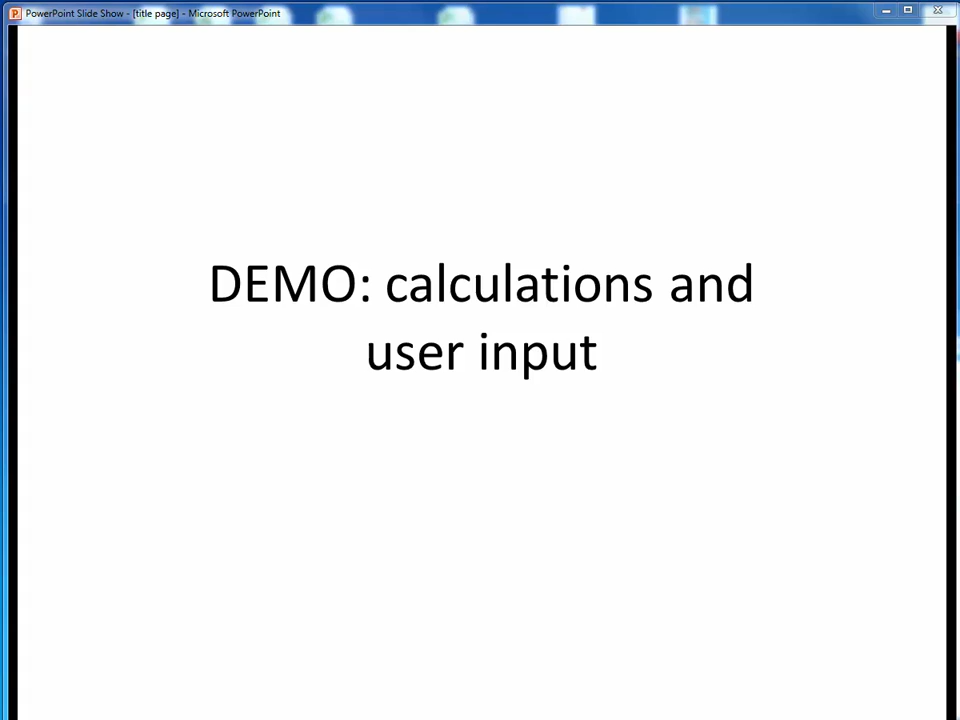 PowerPoint Slide Show - [title page] - Microsoft PowerPoint
DEMO: calculations and
user input